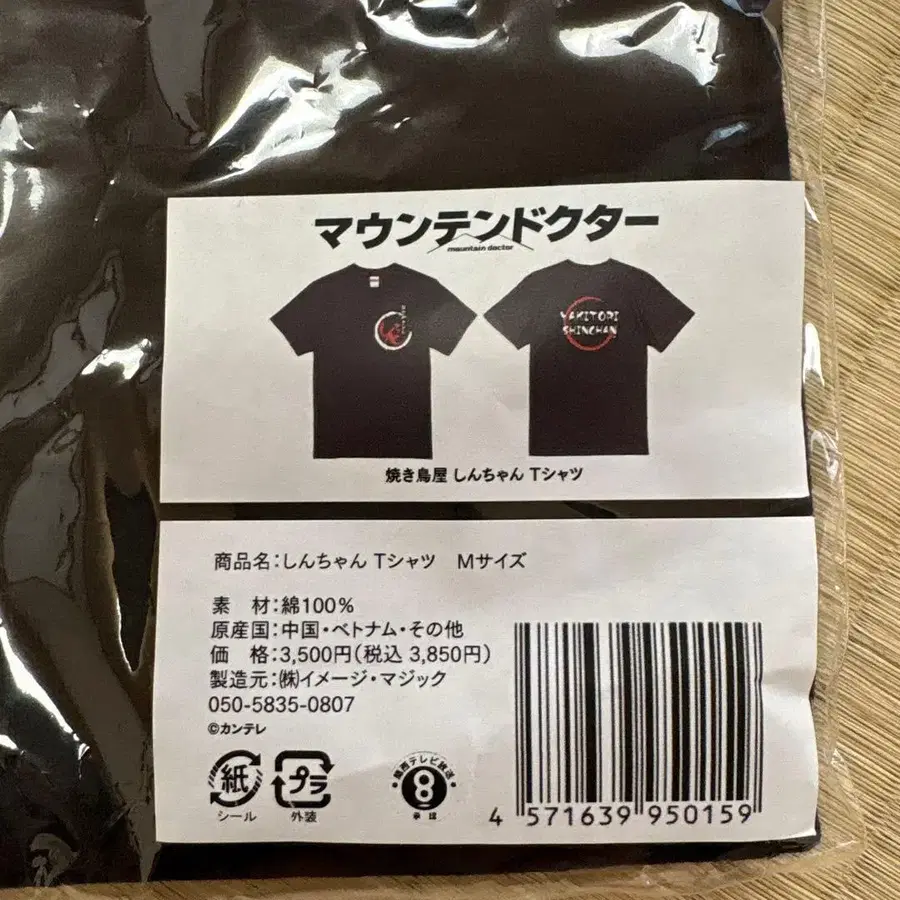 マウンテンドクター
mountain doctor
YAKITORI
SHINCHAN
焼き鳥屋 しんちゃん Tシャツ
商品名：しんちゃん Tシャツ　Mサイズ
素　材：綿100%
原産国：中国・ベトナム・その他
価　格：3,500円（税込 3,850円）
製造元：㈱イメージ・マジック
050-5835-0807
©カンテレ
紙
シール
プラ
外装
関西テレビ放送
8
承認
4 571639 950159